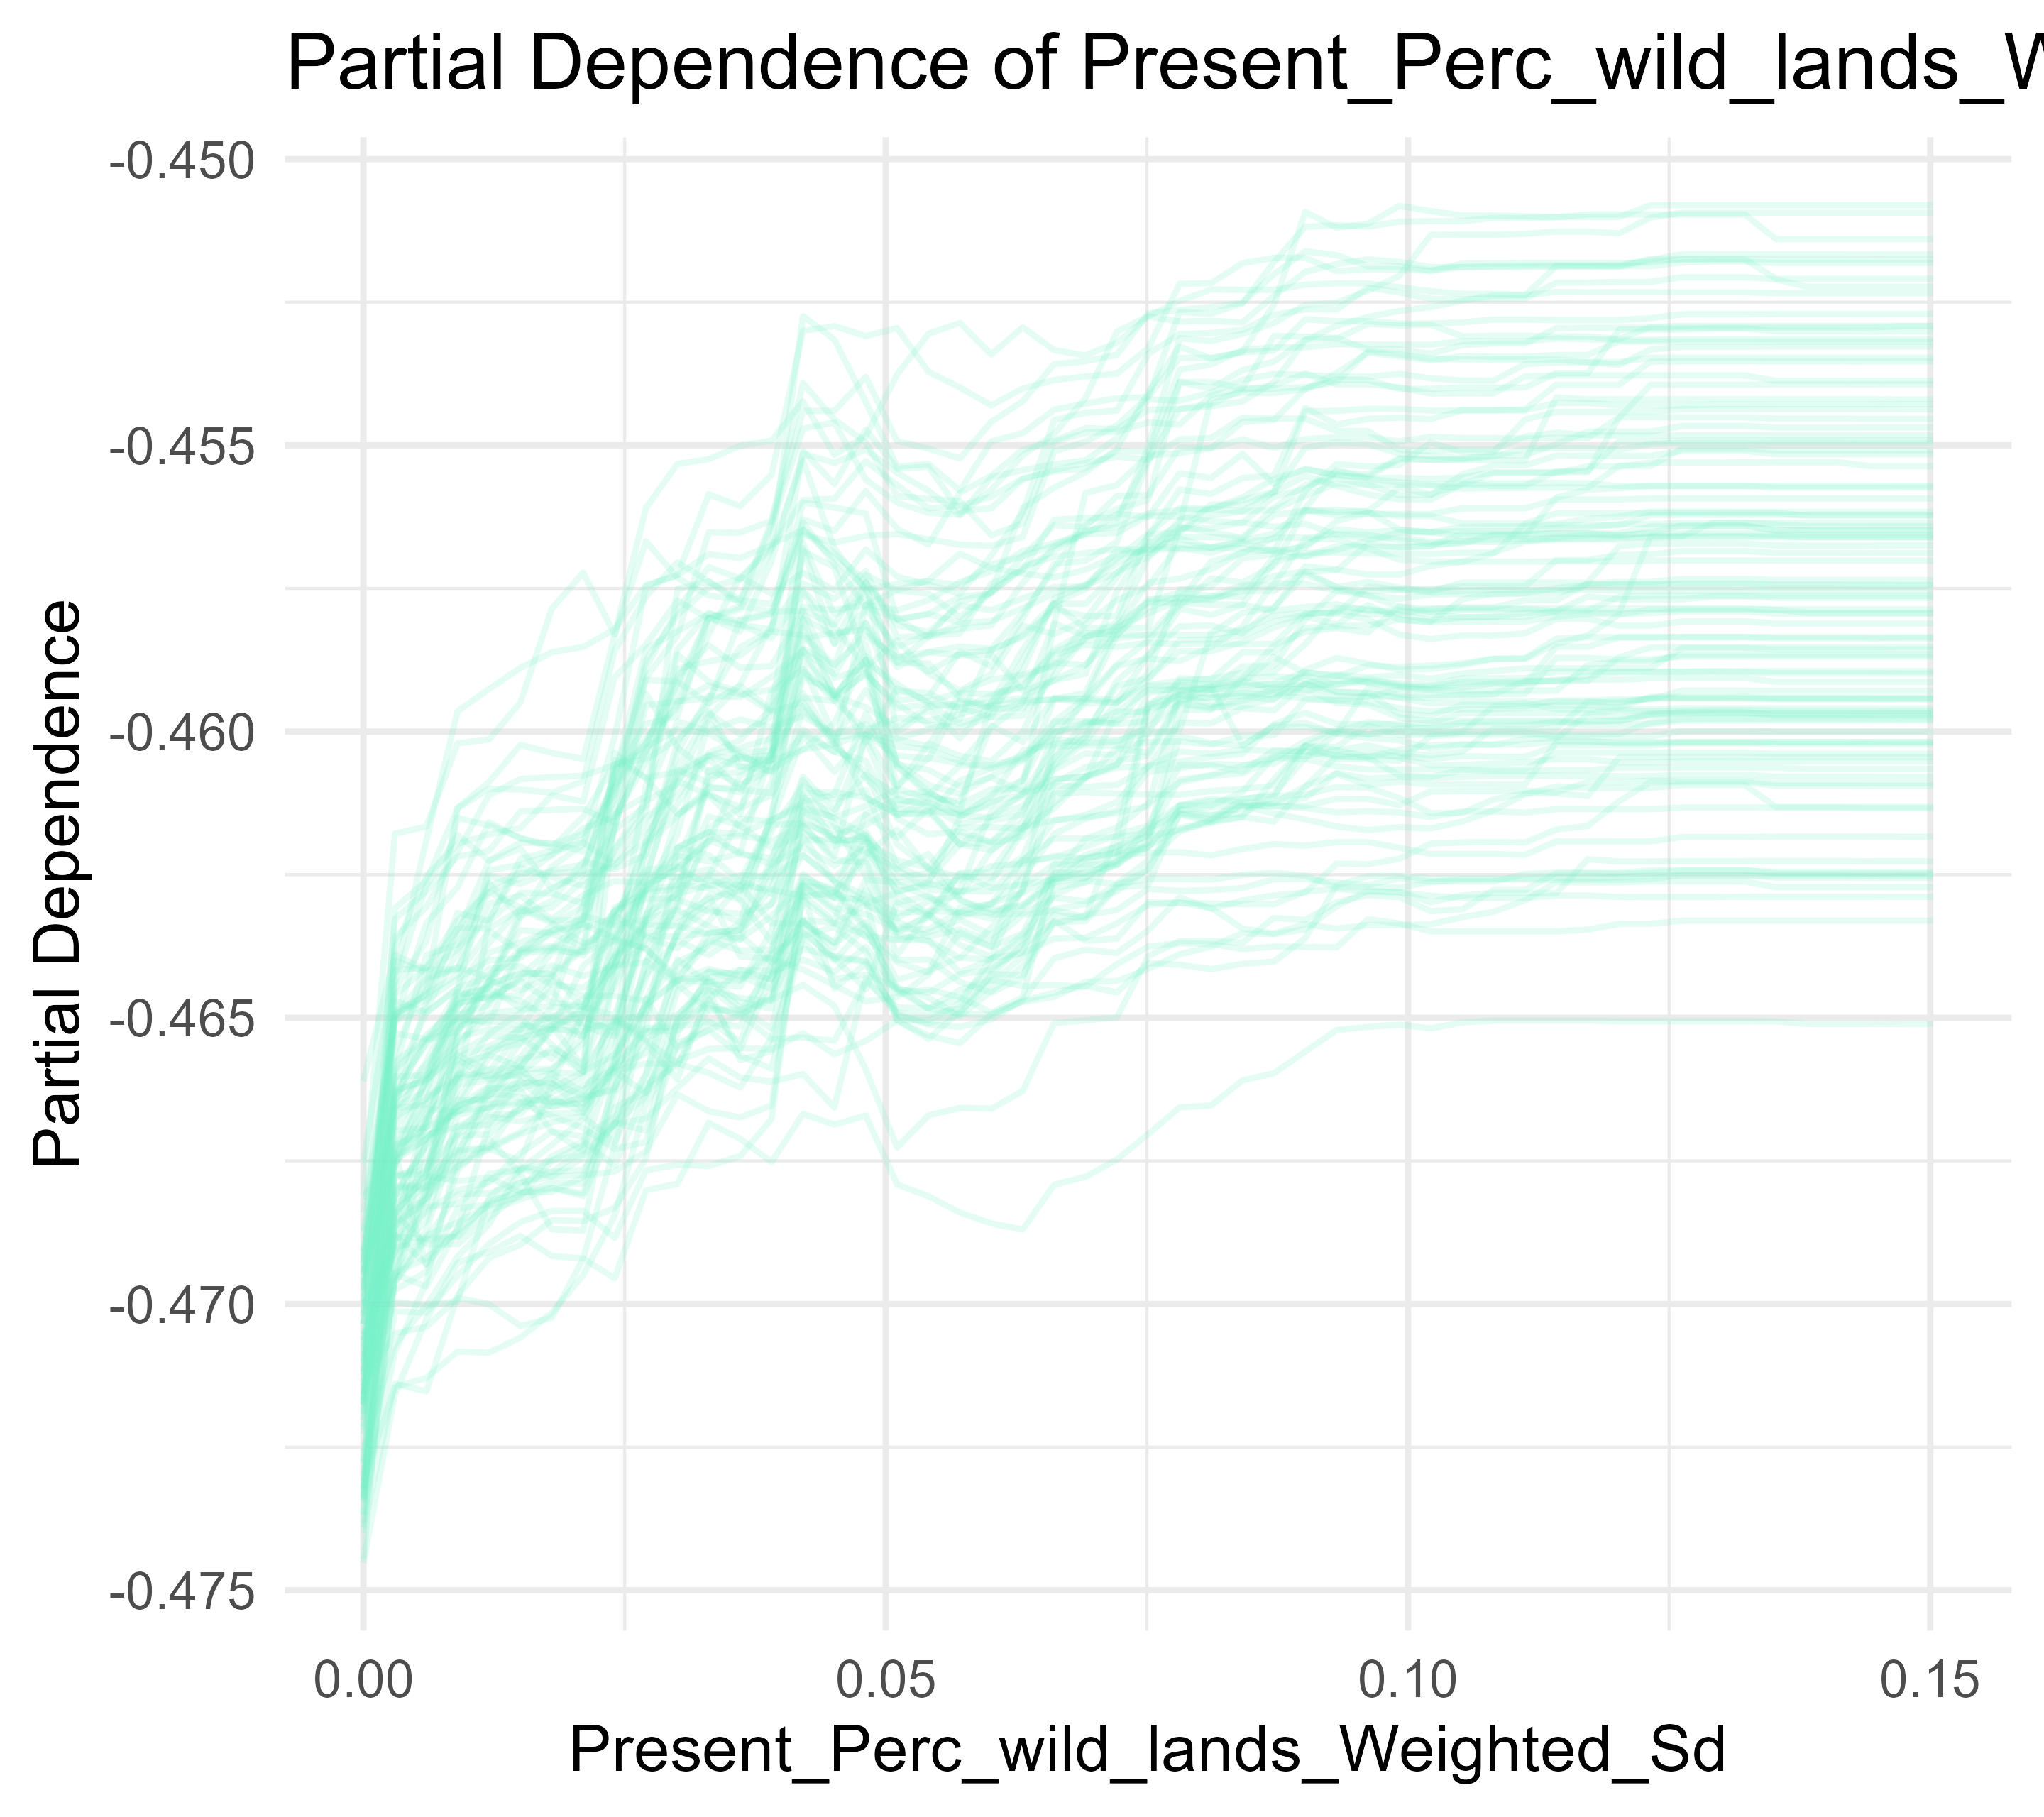 Partial Dependence of Present_Perc_wild_lands_W
-0.450
-0.455
-0.460
-0.465
-0.470
-0.475
Partial Dependence
0.00 0.05 0.10 0.15
Present_Perc_wild_lands_Weighted_Sd